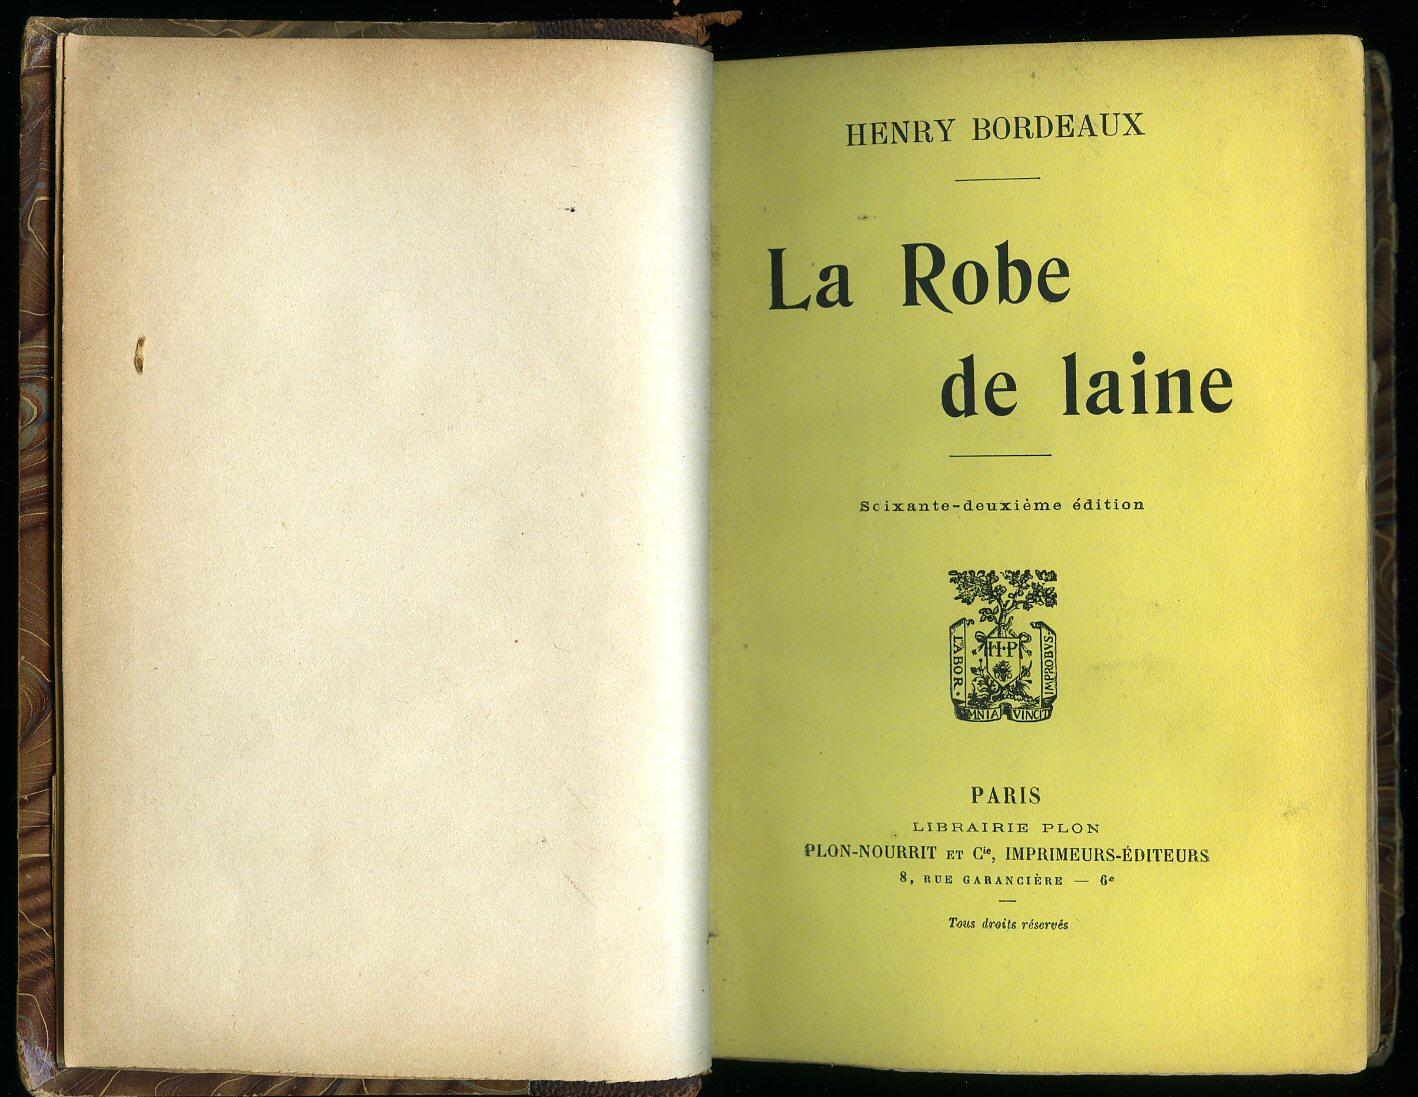 HENRY BORDEAUX
La Robe
de laine
Soixante-deuxième édition
H·P
LABOR·
IMPROBVS·
OMNIA VINCIT
PARIS
LIBRAIRIE PLON
PLON-NOURRIT ET Cie, IMPRIMEURS-ÉDITEURS
8, RUE GARANCIÈRE — 6e
Tous droits réservés